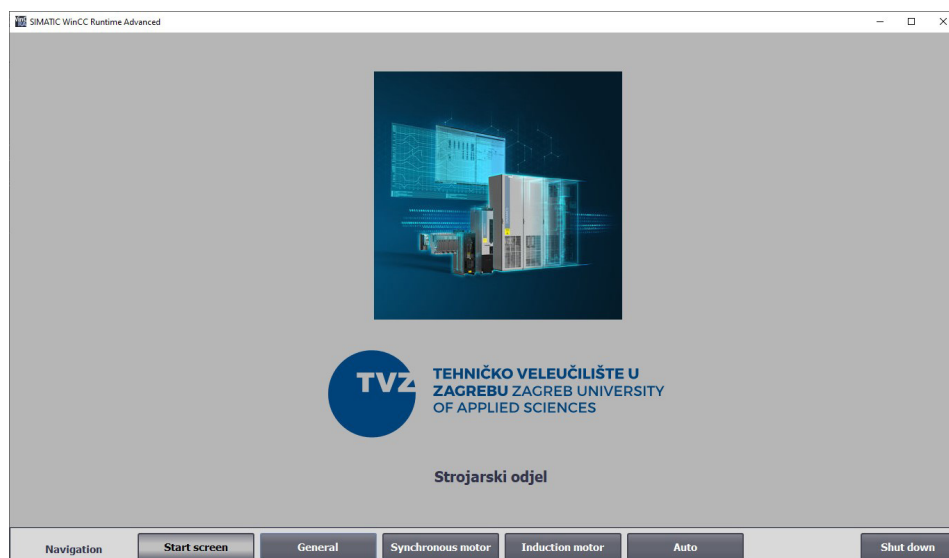 SIMATIC WinCC Runtime Advanced
TVZ
TEHNIČKO VELEUČILIŠTE U
ZAGREBU ZAGREB UNIVERSITY
OF APPLIED SCIENCES
Strojarski odjel
Navigation
Start screen
General
Synchronous motor
Induction motor
Auto
Shut down